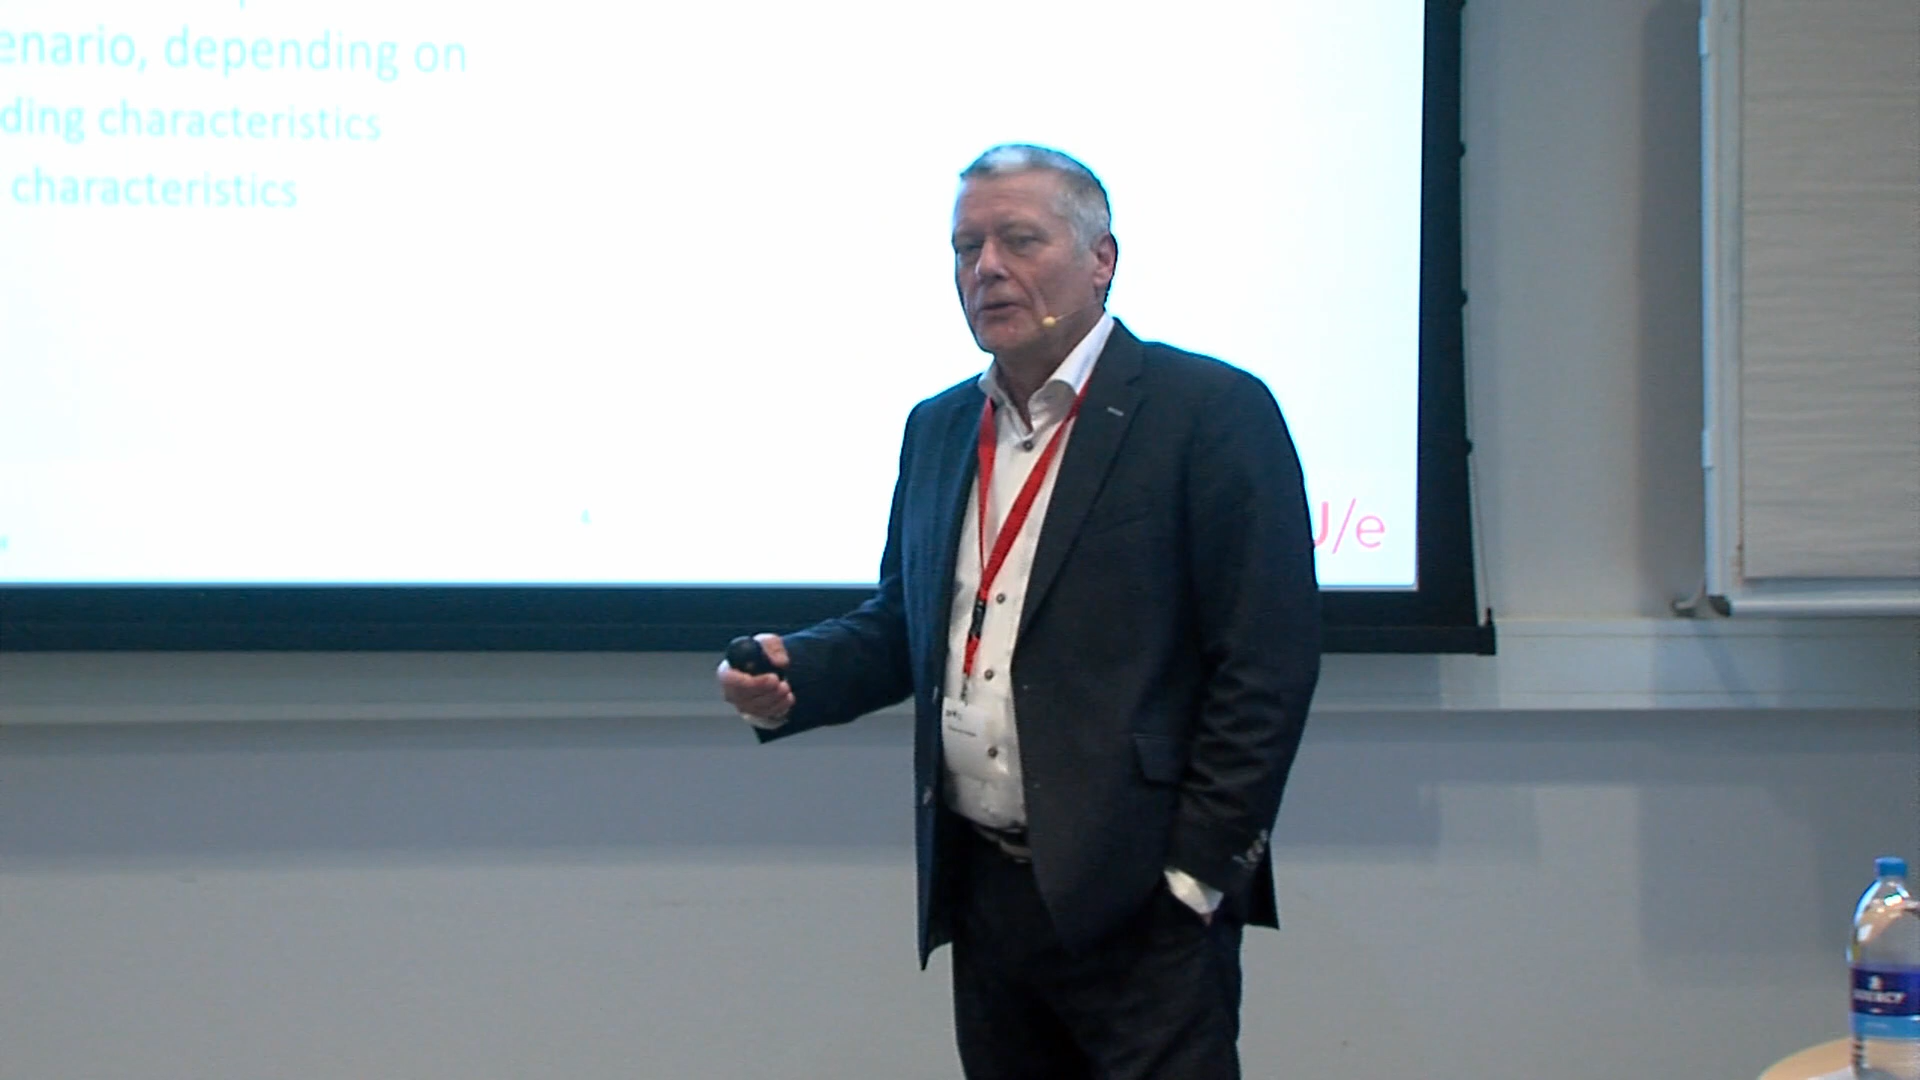 enario, depending on
ding characteristics
characteristics
J/e